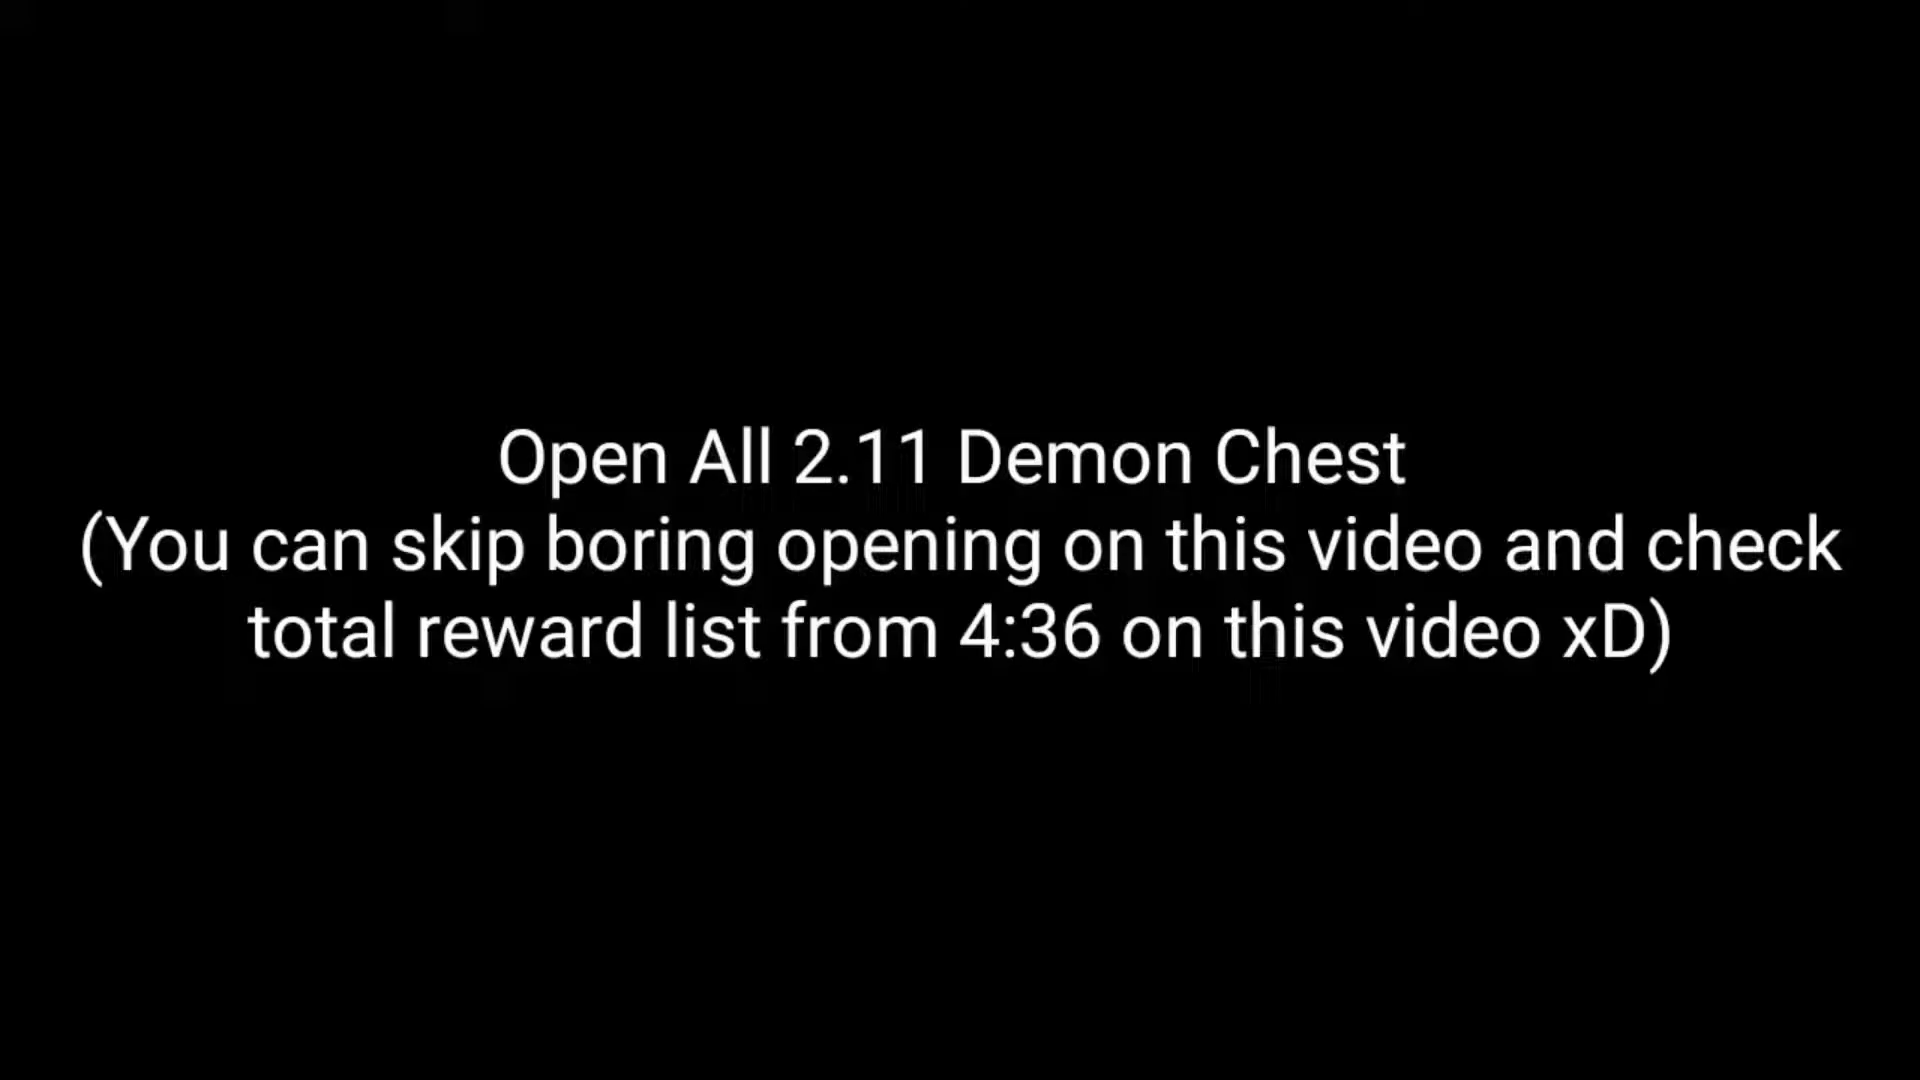 Open All 2.11 Demon Chest
(You can skip boring opening on this video and check
total reward list from 4:36 on this video xD)